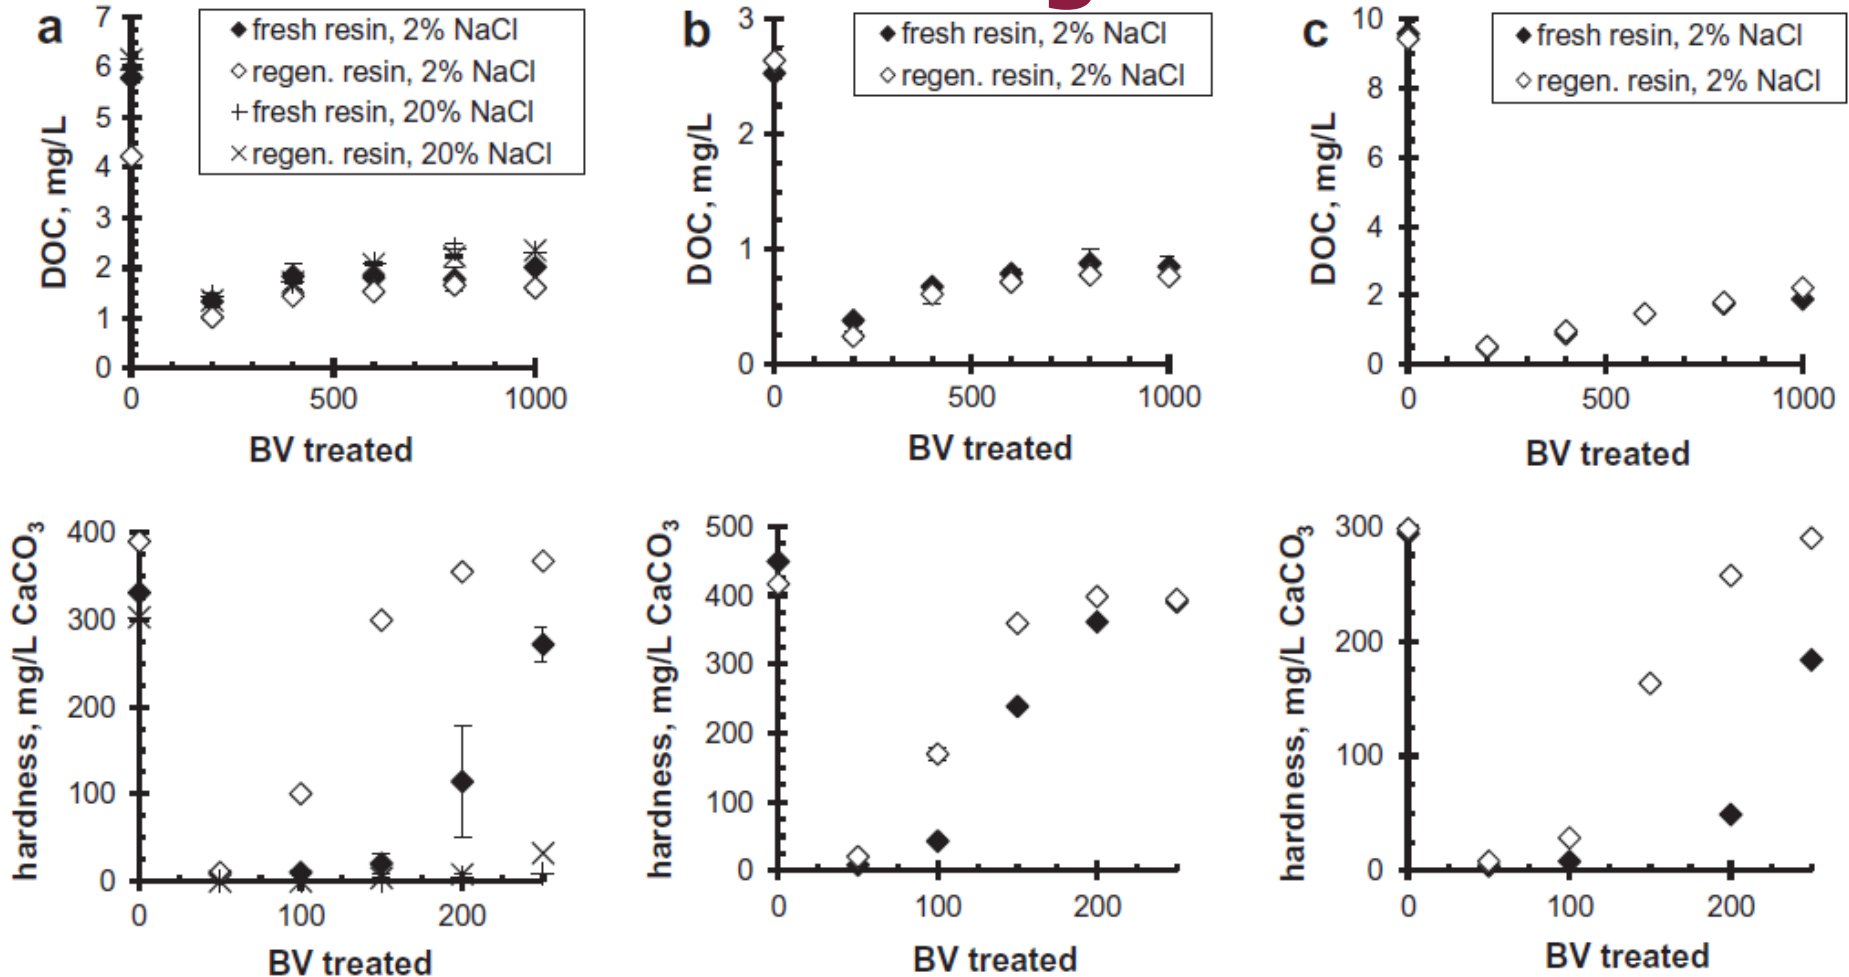 a
7
6
5
4
3
2
1
0
DOC, mg/L
fresh resin, 2% NaCl
regen. resin, 2% NaCl
fresh resin, 20% NaCl
regen. resin, 20% NaCl
0 500 1000
BV treated
b
3
2
1
0
DOC, mg/L
fresh resin, 2% NaCl
regen. resin, 2% NaCl
0 500 1000
BV treated
c
10
8
6
4
2
0
DOC, mg/L
fresh resin, 2% NaCl
regen. resin, 2% NaCl
0 500 1000
BV treated
400
300
200
100
0
hardness, mg/L CaCO3
0 100 200
BV treated
500
400
300
200
100
0
hardness, mg/L CaCO3
0 100 200
BV treated
300
200
100
0
hardness, mg/L CaCO3
0 100 200
BV treated